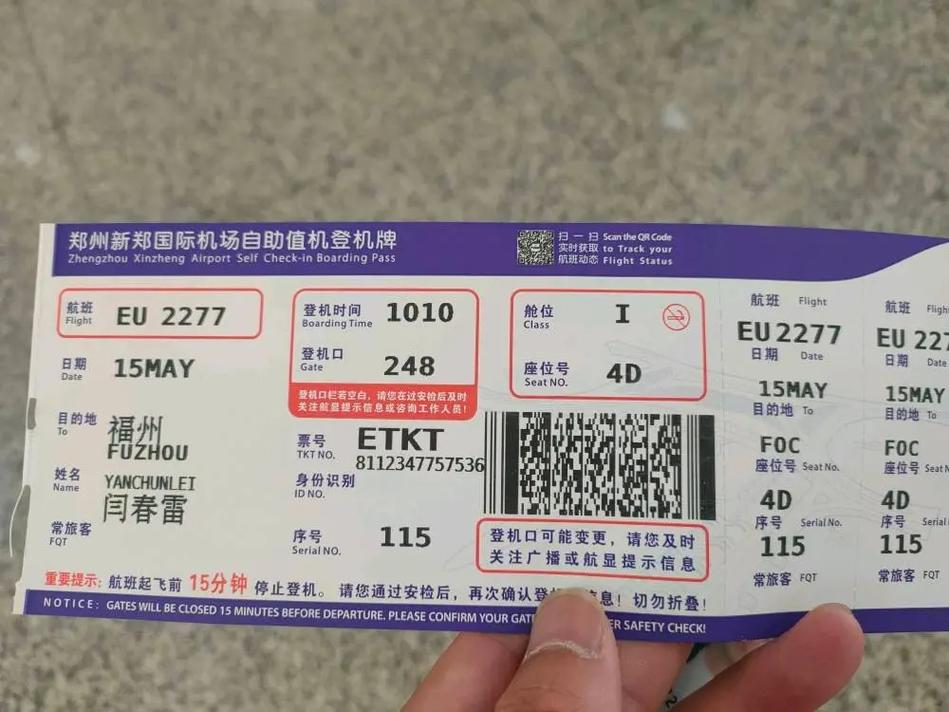 郑州新郑国际机场自助值机登机牌
Zhengzhou Xinzheng Airport Self Check-in Boarding Pass
扫一扫 Scan the QR Code
实时获取 to Track your
航班动态 Flight Status
航班 Flight EU 2277
日期 Date 15MAY
目的地 To 福州
FUZHOU
姓名 Name YANCHUNLEI
闫春雷
常旅客 FQT
登机时间 Boarding Time 1010
登机口 Gate 248
登机口栏若空白,请您在过安检后及时
关注航显提示信息或咨询工作人员!
票号 TKT NO. ETKT
8112347757536
身份识别 ID NO.
序号 Serial NO. 115
舱位 Class I
座位号 Seat NO. 4D
登机口可能变更,请您及时
关注广播或航显提示信息
重要提示:航班起飞前 15分钟 停止登机。请您通过安检后,再次确认登 息!切勿折叠!
NOTICE: GATES WILL BE CLOSED 15 MINUTES BEFORE DEPARTURE. PLEASE CONFIRM YOUR SAFETY CHECK!
航班 Flight
EU 2277
日期 Date
15MAY
目的地 To
FOC
座位号 Seat No.
4D
序号 Serial No.
115
常旅客 FQT
航班
EU 227
日期 Date
15MAY
目的地 To
FOC
座位号 Seat No.
4D
序号 Serial No.
115
常旅客 FQT